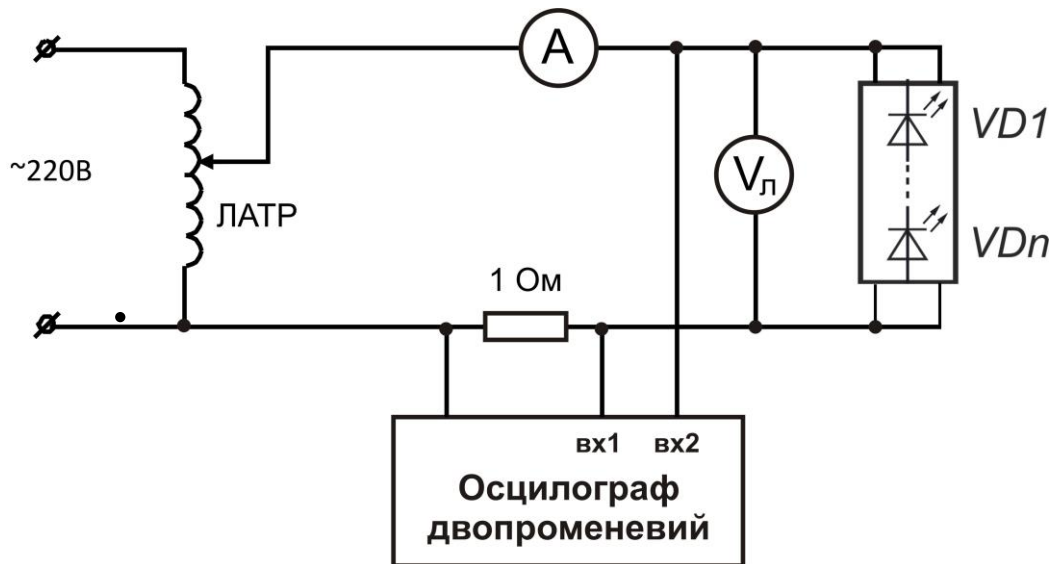 A
VD1
~220В
Vл
ЛАТР
VDn
1 Ом
вх1 вх2
Осцилограф
двопроменевий